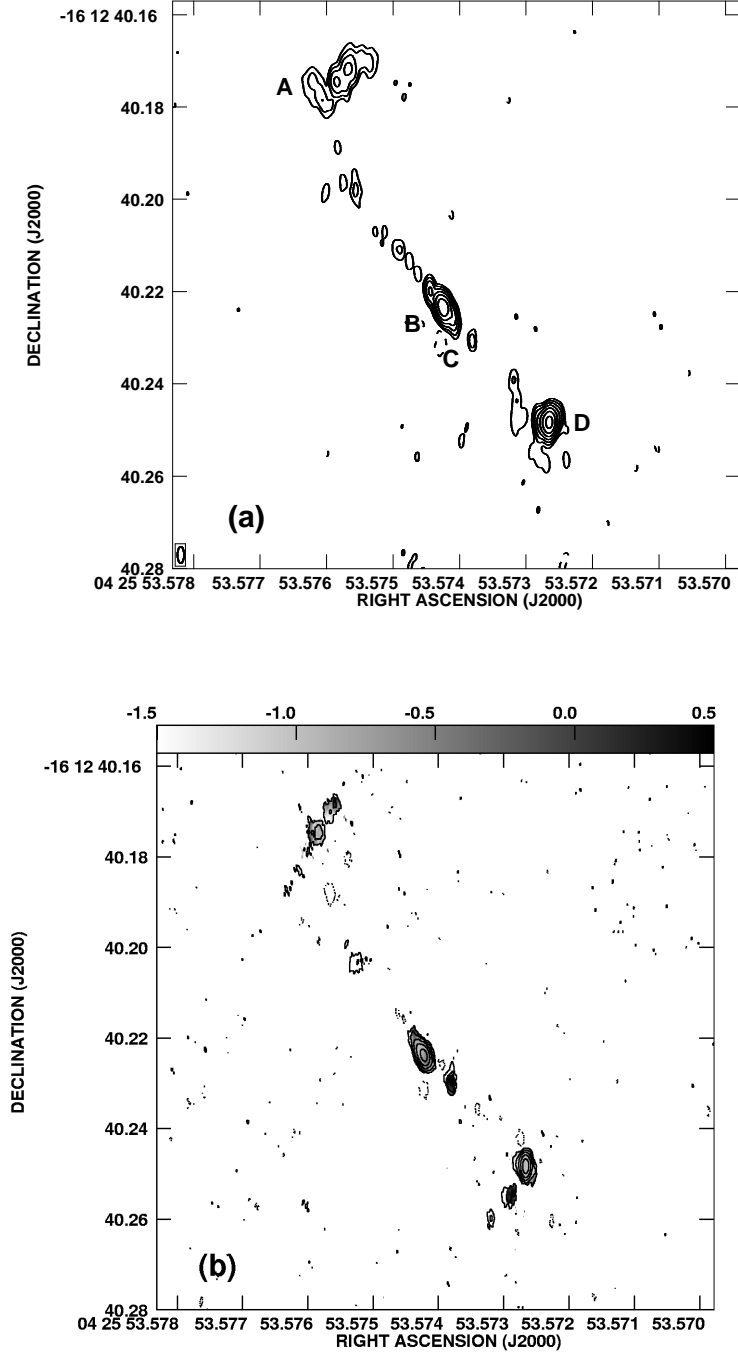 -16 12 40.16
A
40.18
40.20
DECLINATION (J2000)
40.22
B
C
40.24
D
40.26
(a)
40.28
04 25 53.578 53.577 53.576 53.575 53.574 53.573 53.572 53.571 53.570
RIGHT ASCENSION (J2000)
-1.5 -1.0 -0.5 0.0 0.5
-16 12 40.16
40.18
40.20
DECLINATION (J2000)
40.22
40.24
40.26
(b)
40.28
04 25 53.578 53.577 53.576 53.575 53.574 53.573 53.572 53.571 53.570
RIGHT ASCENSION (J2000)